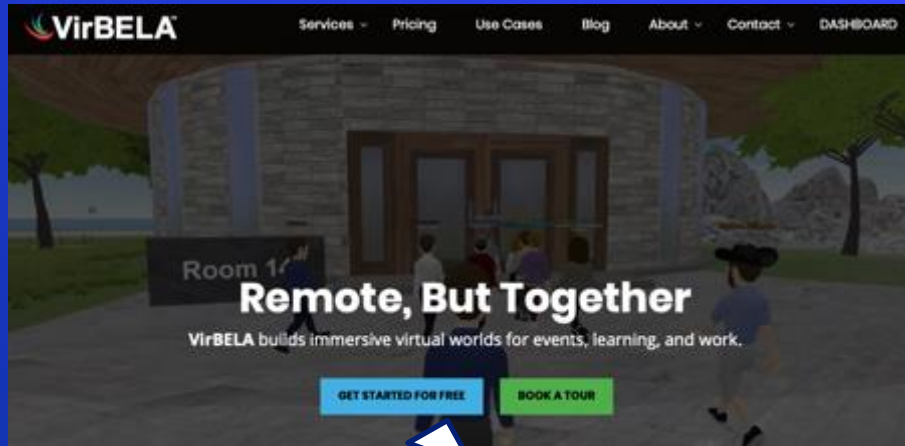 VirBELA Services Pricing Use Cases Blog About Contact DASHBOARD
Room 1
Remote, But Together
VirBELA builds immersive virtual worlds for events, learning, and work.
GET STARTED FOR FREE BOOK A TOUR